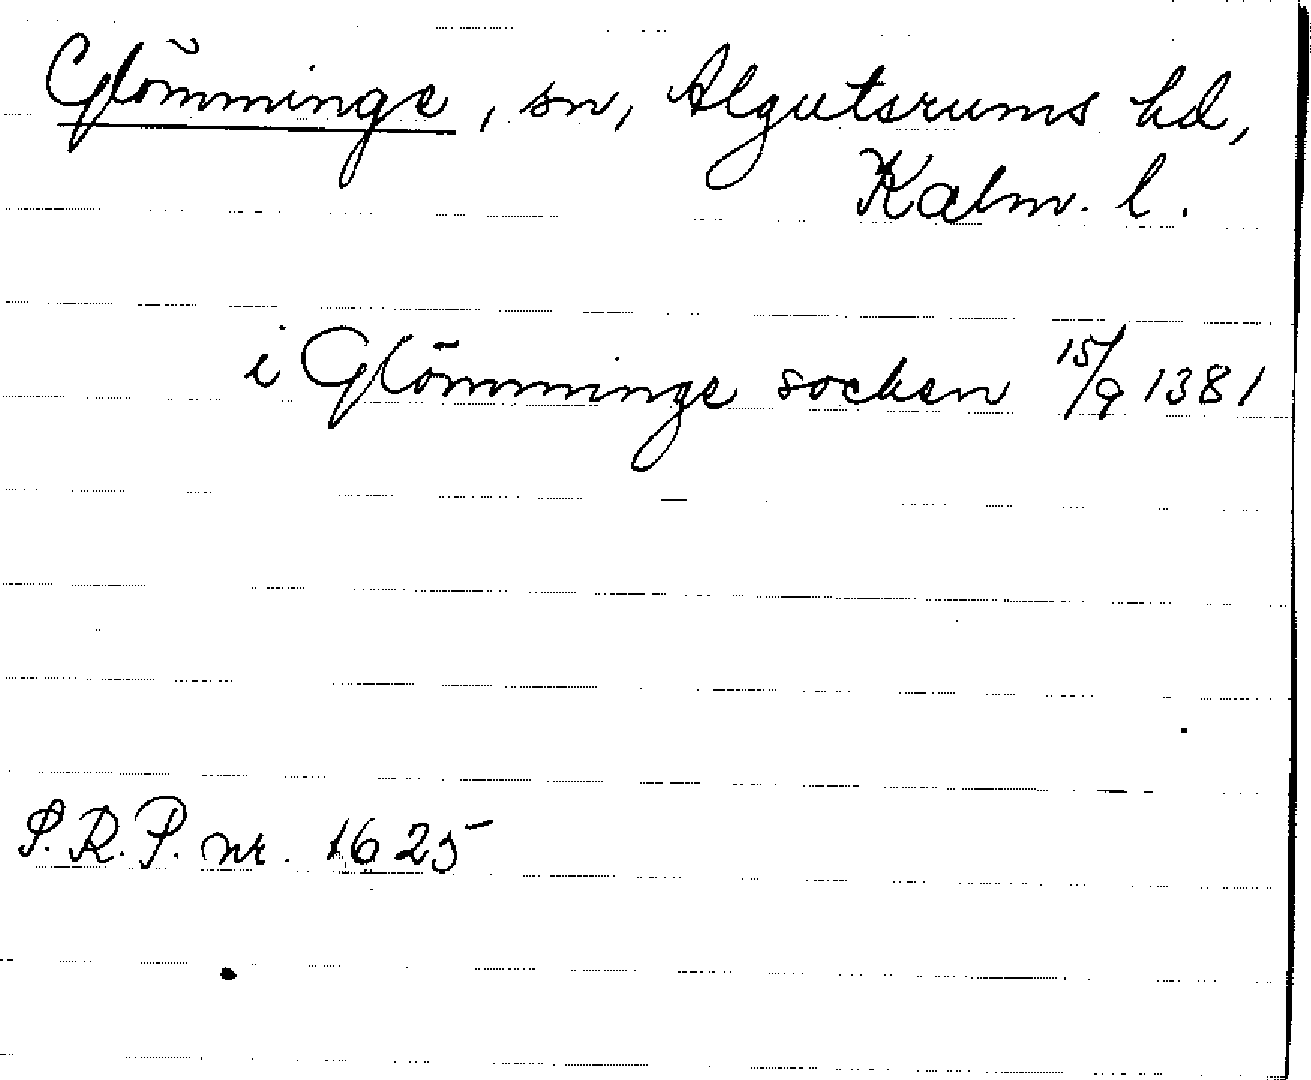 Glömminge, sn, Algutsrums hd,
Kalm. l.
i Glömminge socken 15/9 1381
S.R.P. nr. 1625